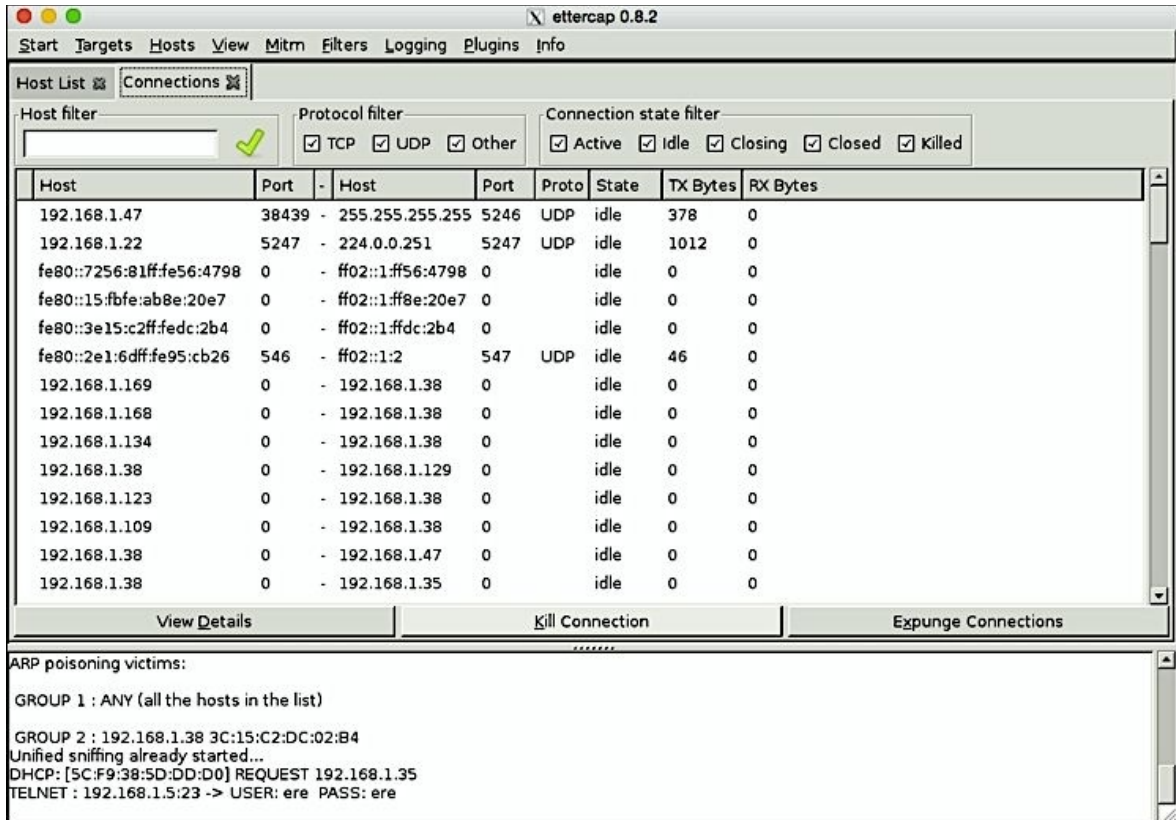 X ettercap 0.8.2
Start Targets Hosts View Mitm Filters Logging Plugins Info
Host List Connections
Host filter Protocol filter Connection state filter
TCP UDP Other Active Idle Closing Closed Killed
Host Port - Host Port Proto State TX Bytes RX Bytes
192.168.1.47 38439 - 255.255.255.255 5246 UDP idle 378 0
192.168.1.22 5247 - 224.0.0.251 5247 UDP idle 1012 0
fe80::7256:81ff:fe56:4798 0 - ff02::1:ff56:4798 0 idle 0 0
fe80::15:fbfe:ab8e:20e7 0 - ff02::1:ff8e:20e7 0 idle 0 0
fe80::3e15:c2ff:fedc:2b4 0 - ff02::1:ffdc:2b4 0 idle 0 0
fe80::2e1:6dff:fe95:cb26 546 - ff02::1:2 547 UDP idle 46 0
192.168.1.169 0 - 192.168.1.38 0 idle 0 0
192.168.1.168 0 - 192.168.1.38 0 idle 0 0
192.168.1.134 0 - 192.168.1.38 0 idle 0 0
192.168.1.38 0 - 192.168.1.129 0 idle 0 0
192.168.1.123 0 - 192.168.1.38 0 idle 0 0
192.168.1.109 0 - 192.168.1.38 0 idle 0 0
192.168.1.38 0 - 192.168.1.47 0 idle 0 0
192.168.1.38 0 - 192.168.1.35 0 idle 0 0
View Details Kill Connection Expunge Connections
ARP poisoning victims:
GROUP 1 : ANY (all the hosts in the list)
GROUP 2 : 192.168.1.38 3C:15:C2:DC:02:B4
Unified sniffing already started...
DHCP: [5C:F9:38:5D:DD:D0] REQUEST 192.168.1.35
TELNET : 192.168.1.5:23 -> USER: ere PASS: ere